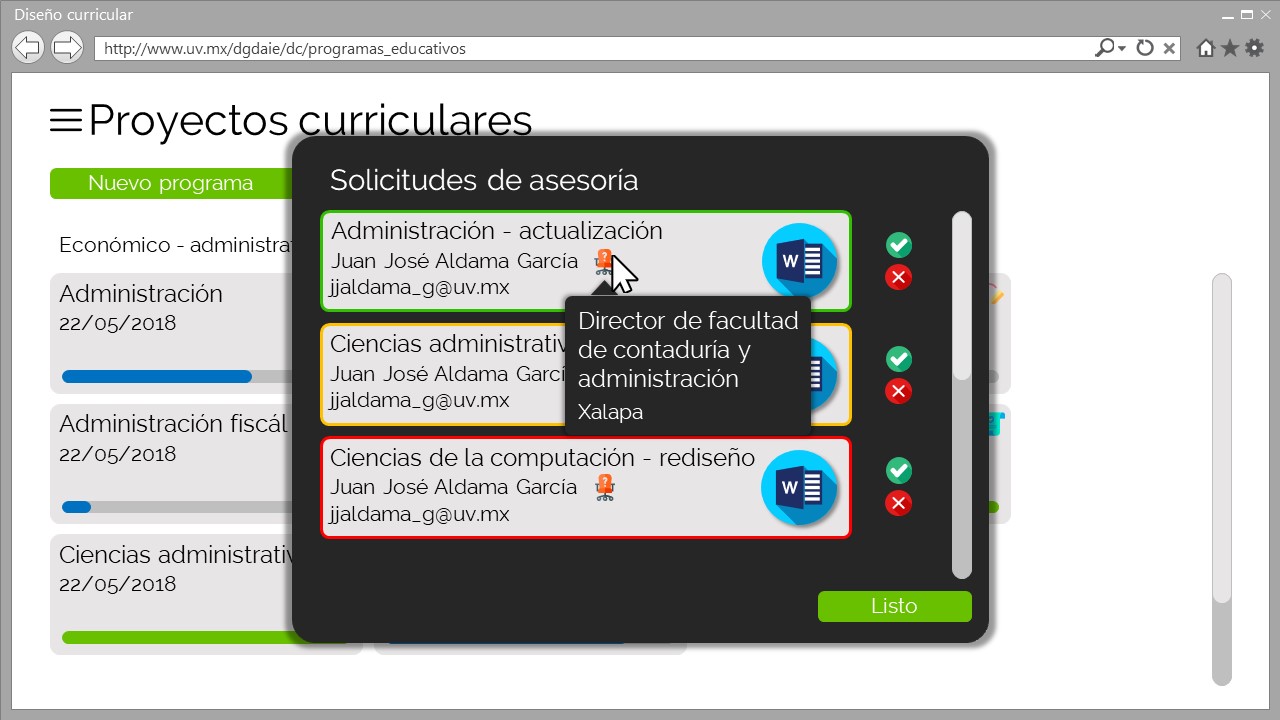 Diseño curricular
http://www.uv.mx/dgdaie/dc/programas_educativos
Proyectos curriculares
Nuevo programa
Económico - administra
Administración
22/05/2018
Administración fiscál
22/05/2018
Ciencias administrativ
22/05/2018
Solicitudes de asesoría
Administración - actualización
Juan José Aldama García
jjaldama_g@uv.mx
W
?
Director de facultad
de contaduría y
administración
Xalapa
Ciencias administrativ
Juan José Aldama Garcí
jjaldama_g@uv.mx
Ciencias de la computación - rediseño
Juan José Aldama García
jjaldama_g@uv.mx
W
?
Listo